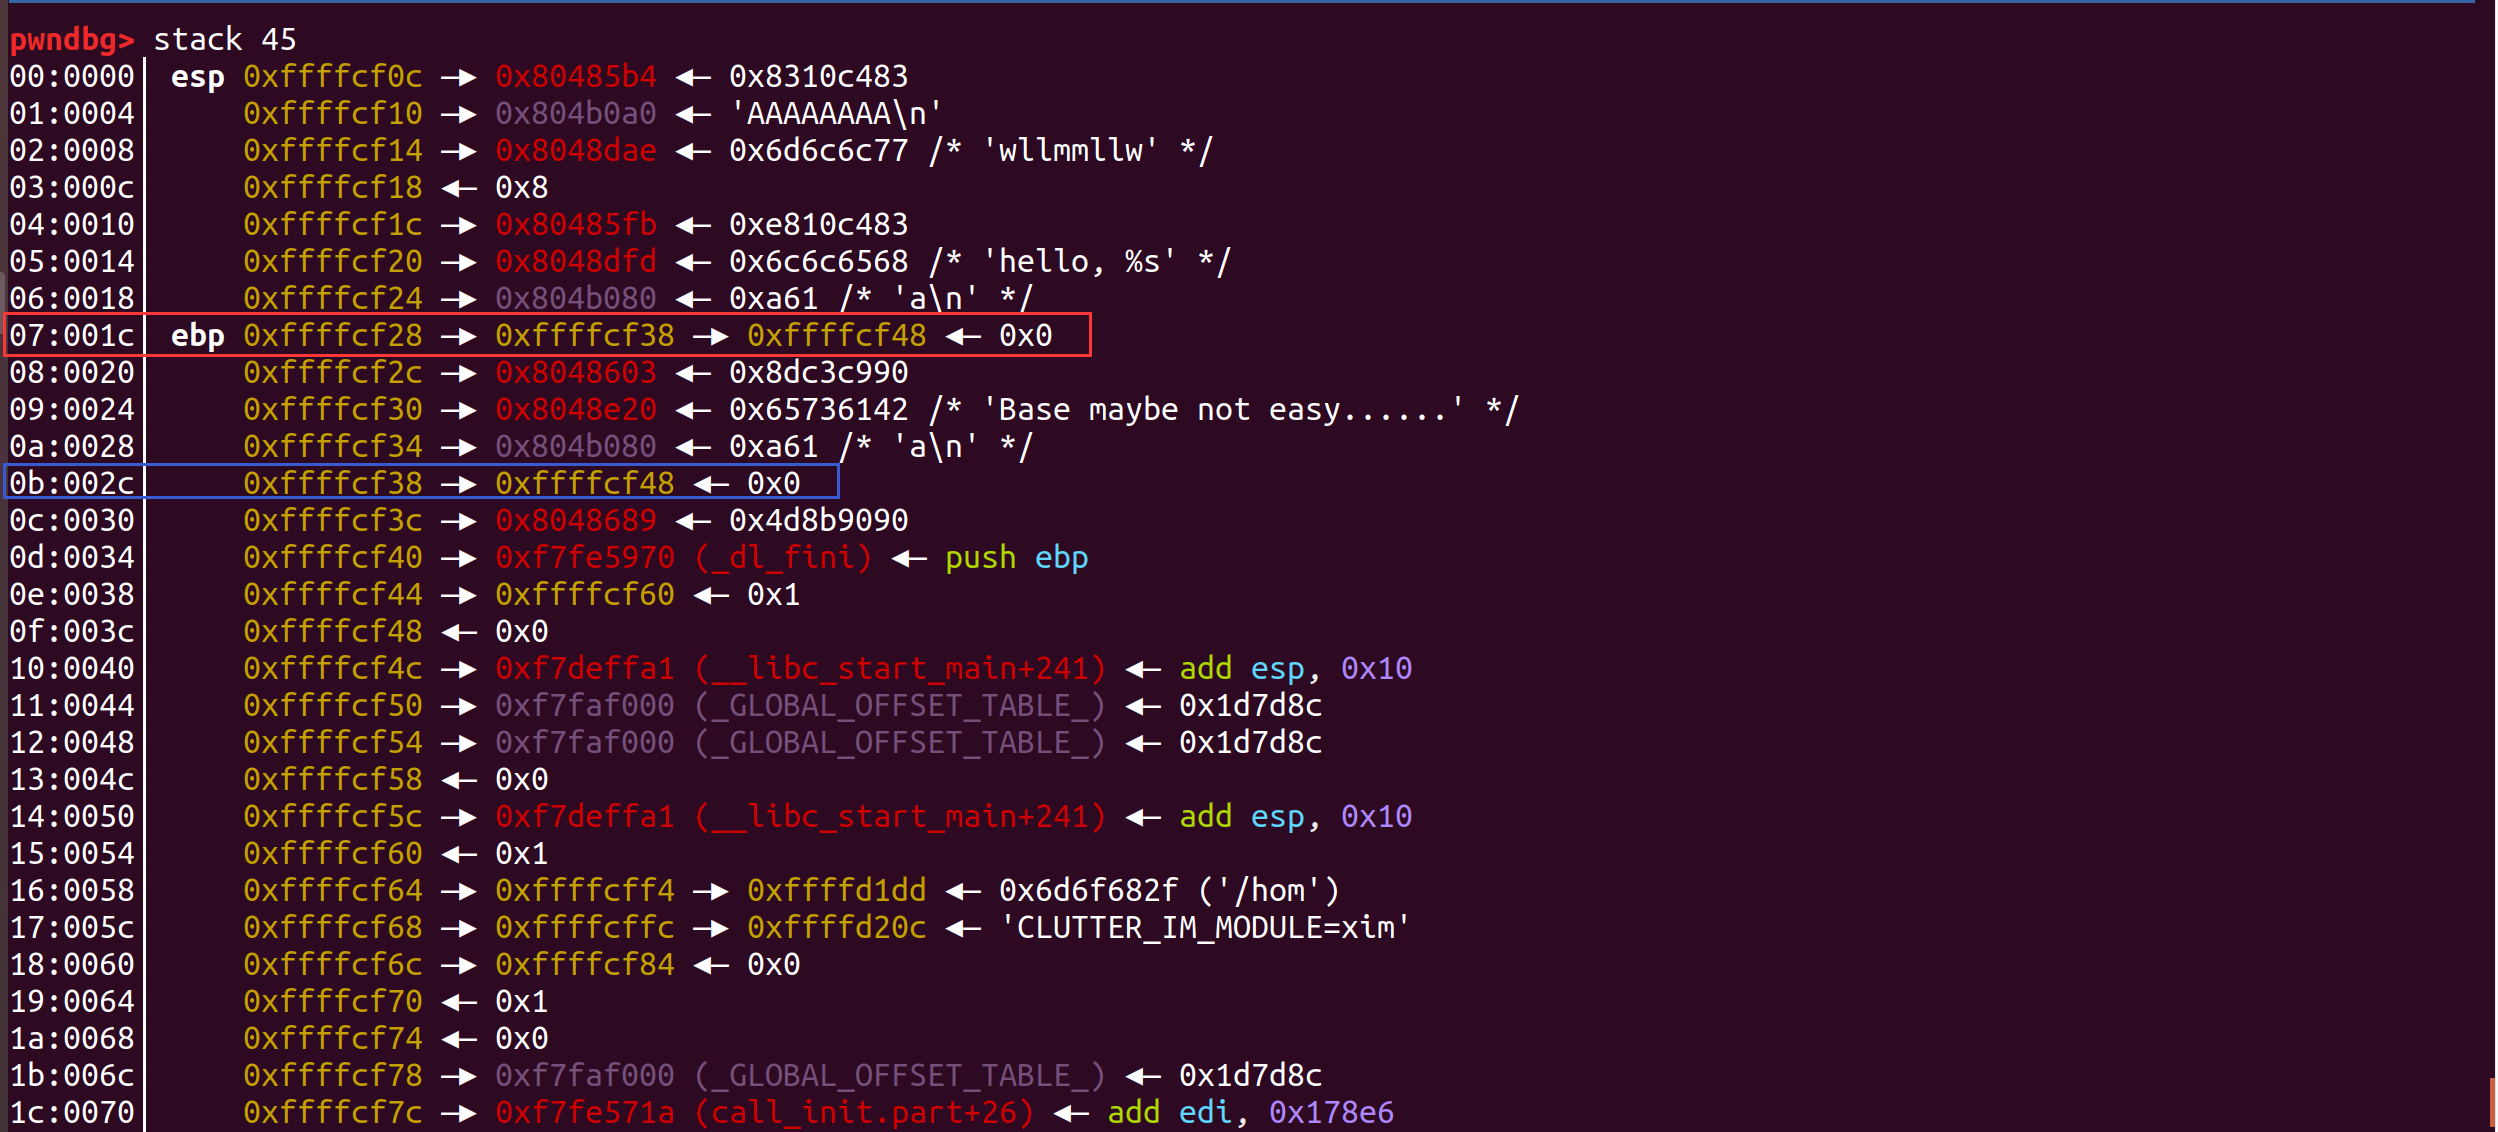 pwndbg> stack 45
00:0000│ esp 0xffffcf0c —▸ 0x80485b4 ◂— 0x8310c483
01:0004│     0xffffcf10 —▸ 0x804b0a0 ◂— 'AAAAAAAA\n'
02:0008│     0xffffcf14 —▸ 0x8048dae ◂— 0x6d6c6c77 /* 'wllmmllw' */
03:000c│     0xffffcf18 ◂— 0x8
04:0010│     0xffffcf1c —▸ 0x80485fb ◂— 0xe810c483
05:0014│     0xffffcf20 —▸ 0x8048dfd ◂— 0x6c6c6568 /* 'hello, %s' */
06:0018│     0xffffcf24 —▸ 0x804b080 ◂— 0xa61 /* 'a\n' */
07:001c│ ebp 0xffffcf28 —▸ 0xffffcf38 —▸ 0xffffcf48 ◂— 0x0
08:0020│     0xffffcf2c —▸ 0x8048603 ◂— 0x8dc3c990
09:0024│     0xffffcf30 —▸ 0x8048e20 ◂— 0x65736142 /* 'Base maybe not easy......' */
0a:0028│     0xffffcf34 —▸ 0x804b080 ◂— 0xa61 /* 'a\n' */
0b:002c│     0xffffcf38 —▸ 0xffffcf48 ◂— 0x0
0c:0030│     0xffffcf3c —▸ 0x8048689 ◂— 0x4d8b9090
0d:0034│     0xffffcf40 —▸ 0xf7fe5970 (_dl_fini) ◂— push ebp
0e:0038│     0xffffcf44 —▸ 0xffffcf60 ◂— 0x1
0f:003c│     0xffffcf48 ◂— 0x0
10:0040│     0xffffcf4c —▸ 0xf7deffa1 (__libc_start_main+241) ◂— add esp, 0x10
11:0044│     0xffffcf50 —▸ 0xf7faf000 (_GLOBAL_OFFSET_TABLE_) ◂— 0x1d7d8c
12:0048│     0xffffcf54 —▸ 0xf7faf000 (_GLOBAL_OFFSET_TABLE_) ◂— 0x1d7d8c
13:004c│     0xffffcf58 ◂— 0x0
14:0050│     0xffffcf5c —▸ 0xf7deffa1 (__libc_start_main+241) ◂— add esp, 0x10
15:0054│     0xffffcf60 ◂— 0x1
16:0058│     0xffffcf64 —▸ 0xffffcff4 —▸ 0xffffd1dd ◂— 0x6d6f682f ('/hom')
17:005c│     0xffffcf68 —▸ 0xffffcffc —▸ 0xffffd20c ◂— 'CLUTTER_IM_MODULE=xim'
18:0060│     0xffffcf6c —▸ 0xffffcf84 ◂— 0x0
19:0064│     0xffffcf70 ◂— 0x1
1a:0068│     0xffffcf74 ◂— 0x0
1b:006c│     0xffffcf78 —▸ 0xf7faf000 (_GLOBAL_OFFSET_TABLE_) ◂— 0x1d7d8c
1c:0070│     0xffffcf7c —▸ 0xf7fe571a (call_init.part+26) ◂— add edi, 0x178e6